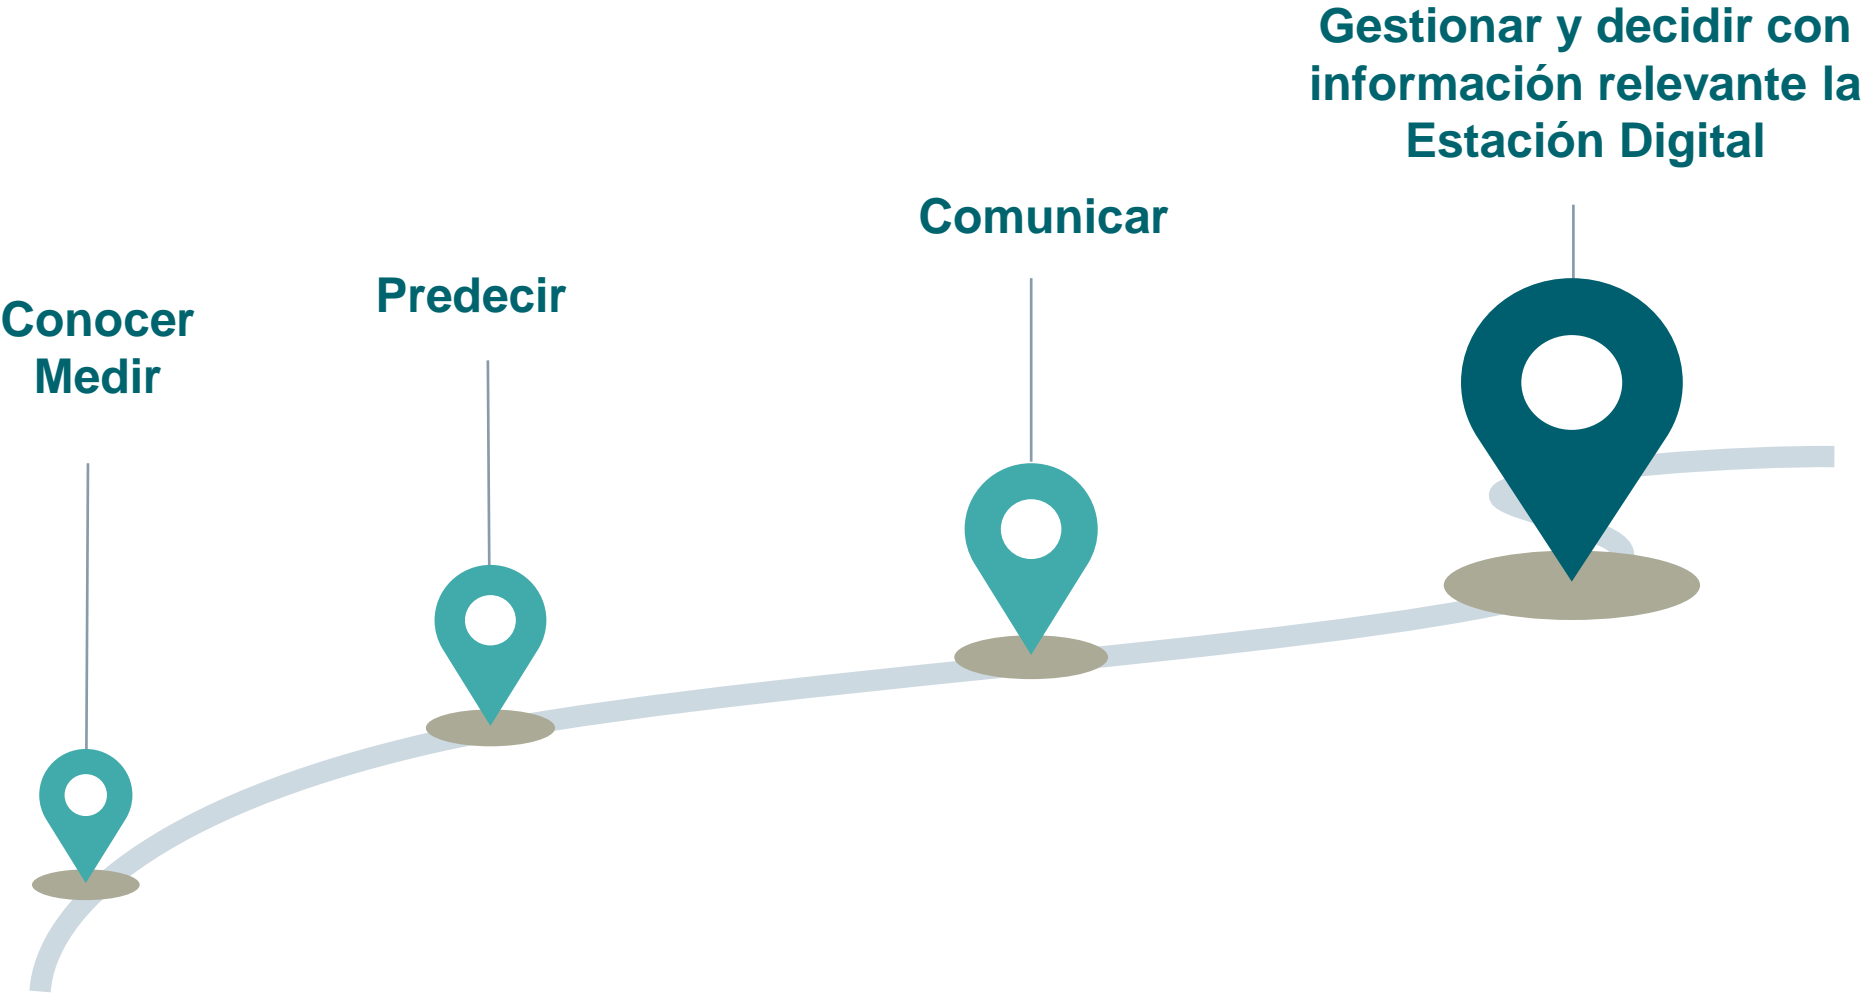 Conocer
Medir
Predecir
Comunicar
Gestionar y decidir con
información relevante la
Estación Digital